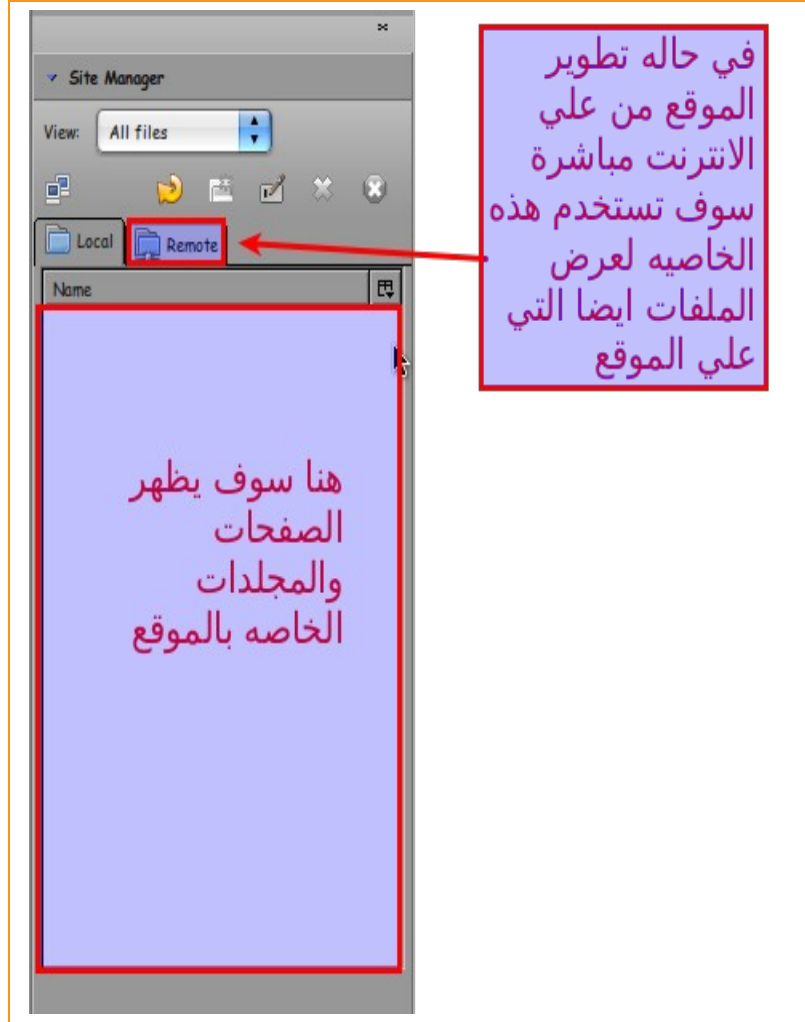 Site Manager
View: All files
Local
Remote
Name
هنا سوف يظهر
الصفحات
والمجلدات
الخاصه بالموقع
في حاله تطوير
الموقع من علي
الانترنت مباشرة
سوف تستخدم هذه
الخاصيه لعرض
الملفات ايضا التي
علي الموقع